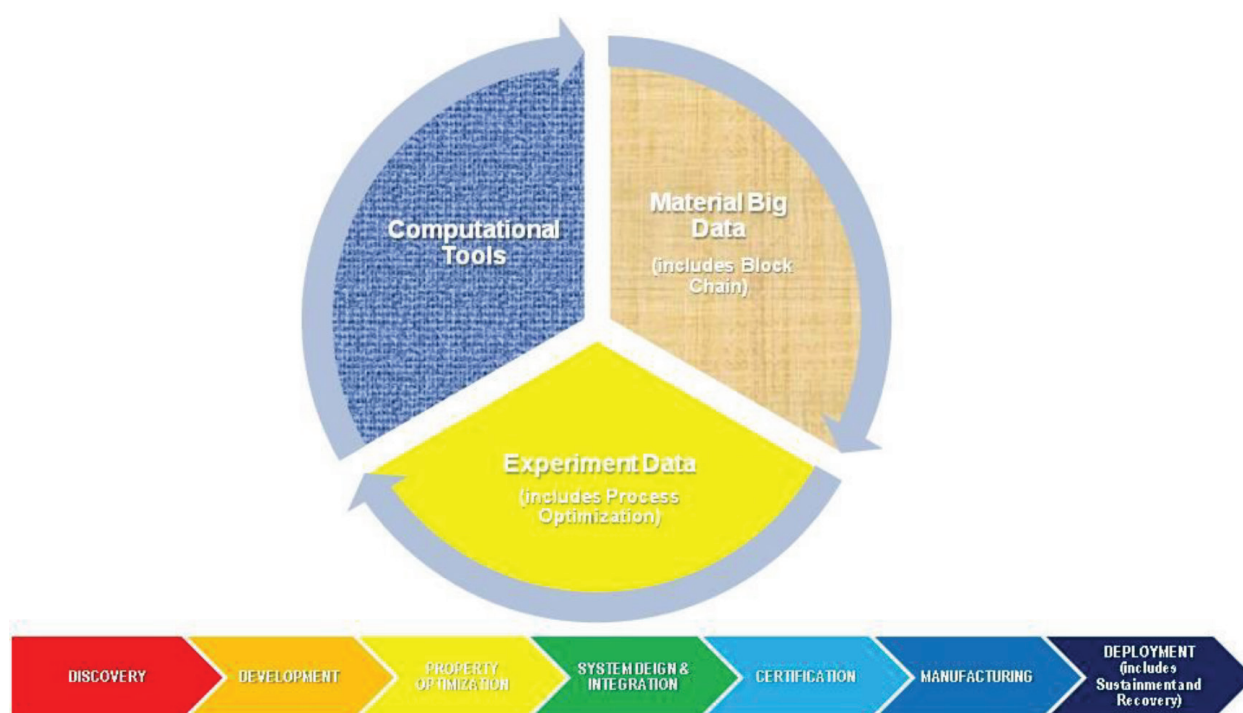 Computational
Tools
Material Big
Data
(includes Block
Chain)
Experiment Data
(includes Process
Optimization)
DISCOVERY
DEVELOPMENT
PROPERTY
OPTIMIZATION
SYSTEM DEIGN &
INTEGRATION
CERTIFICATION
MANUFACTURING
DEPLOYMENT
(includes
Sustainment and
Recovery)